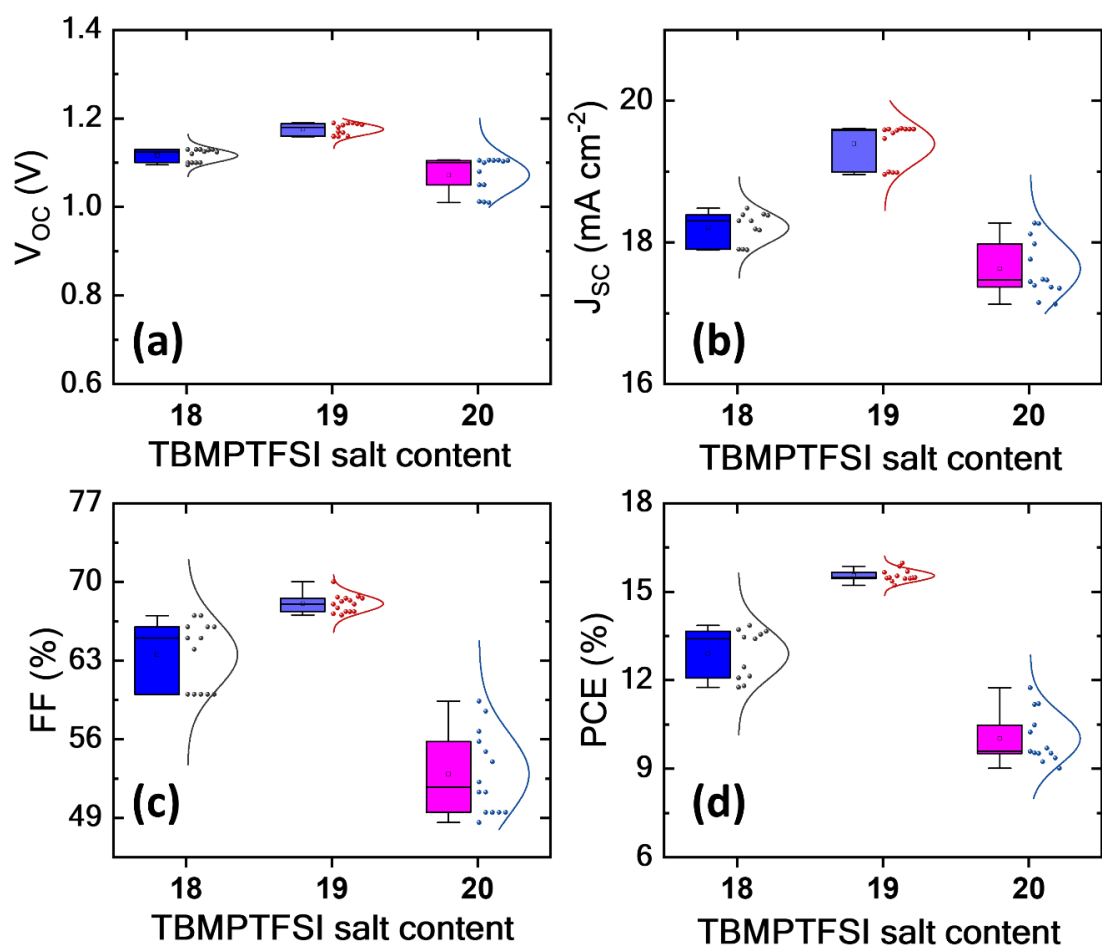 1.4
1.2
1.0
0.8
0.6
V_OC (V)
(a)
18 19 20
TBMPTFSI salt content
20
18
16
J_SC (mA cm⁻²)
(b)
18 19 20
TBMPTFSI salt content
77
70
63
56
49
FF (%)
(c)
18 19 20
TBMPTFSI salt content
18
15
12
9
6
PCE (%)
(d)
18 19 20
TBMPTFSI salt content